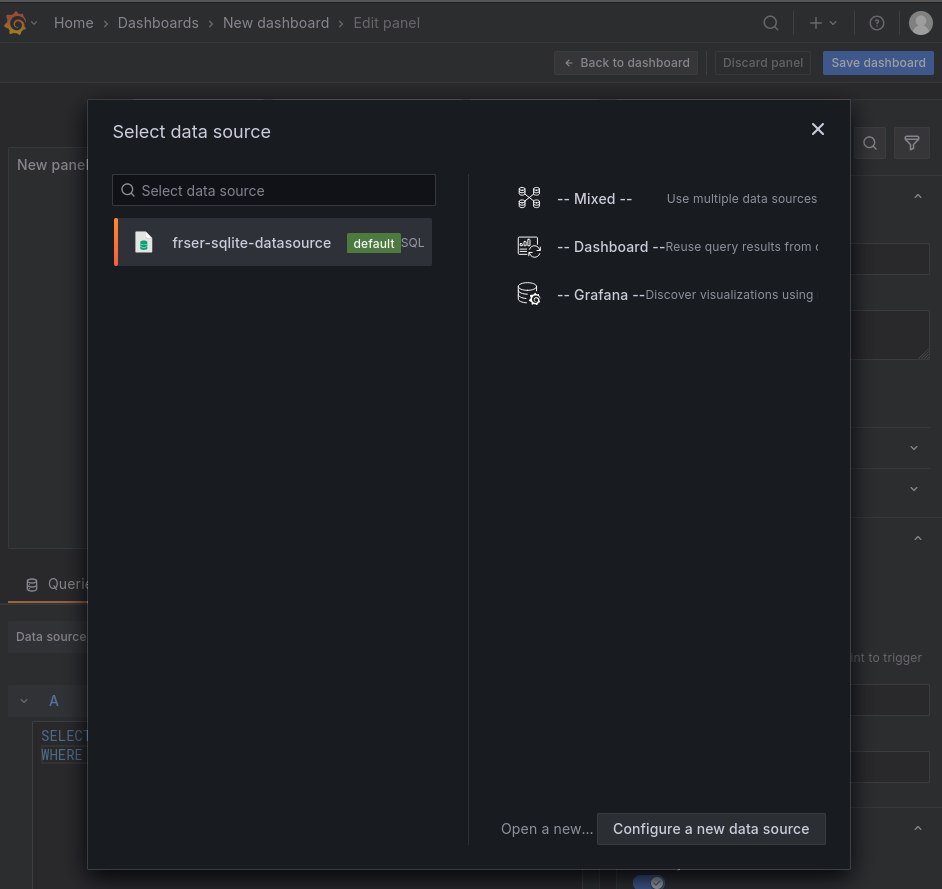 Home › Dashboards › New dashboard › Edit panel
Back to dashboard
Discard panel
Save dashboard
Select data source
New panel
Select data source
frser-sqlite-datasource default SQL
-- Mixed -- Use multiple data sources
-- Dashboard -- Reuse query results from
-- Grafana -- Discover visualizations using
Querie
Data source
int to trigger
A
SELECT
WHERE
Open a new...
Configure a new data source